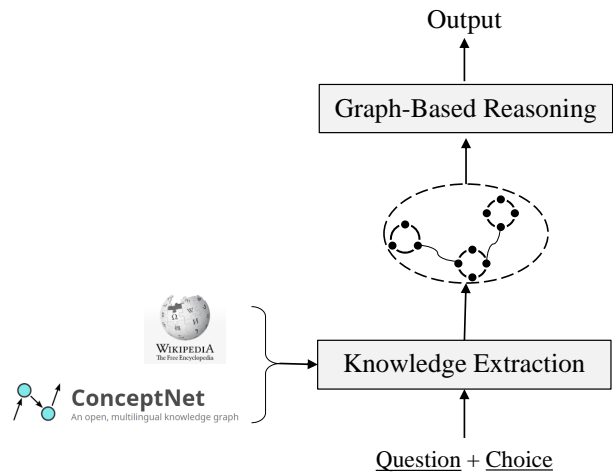 Output
Graph-Based Reasoning
Ω W И
WIKIPEDIA
The Free Encyclopedia
Knowledge Extraction
ConceptNet
An open, multilingual knowledge graph
Question + Choice